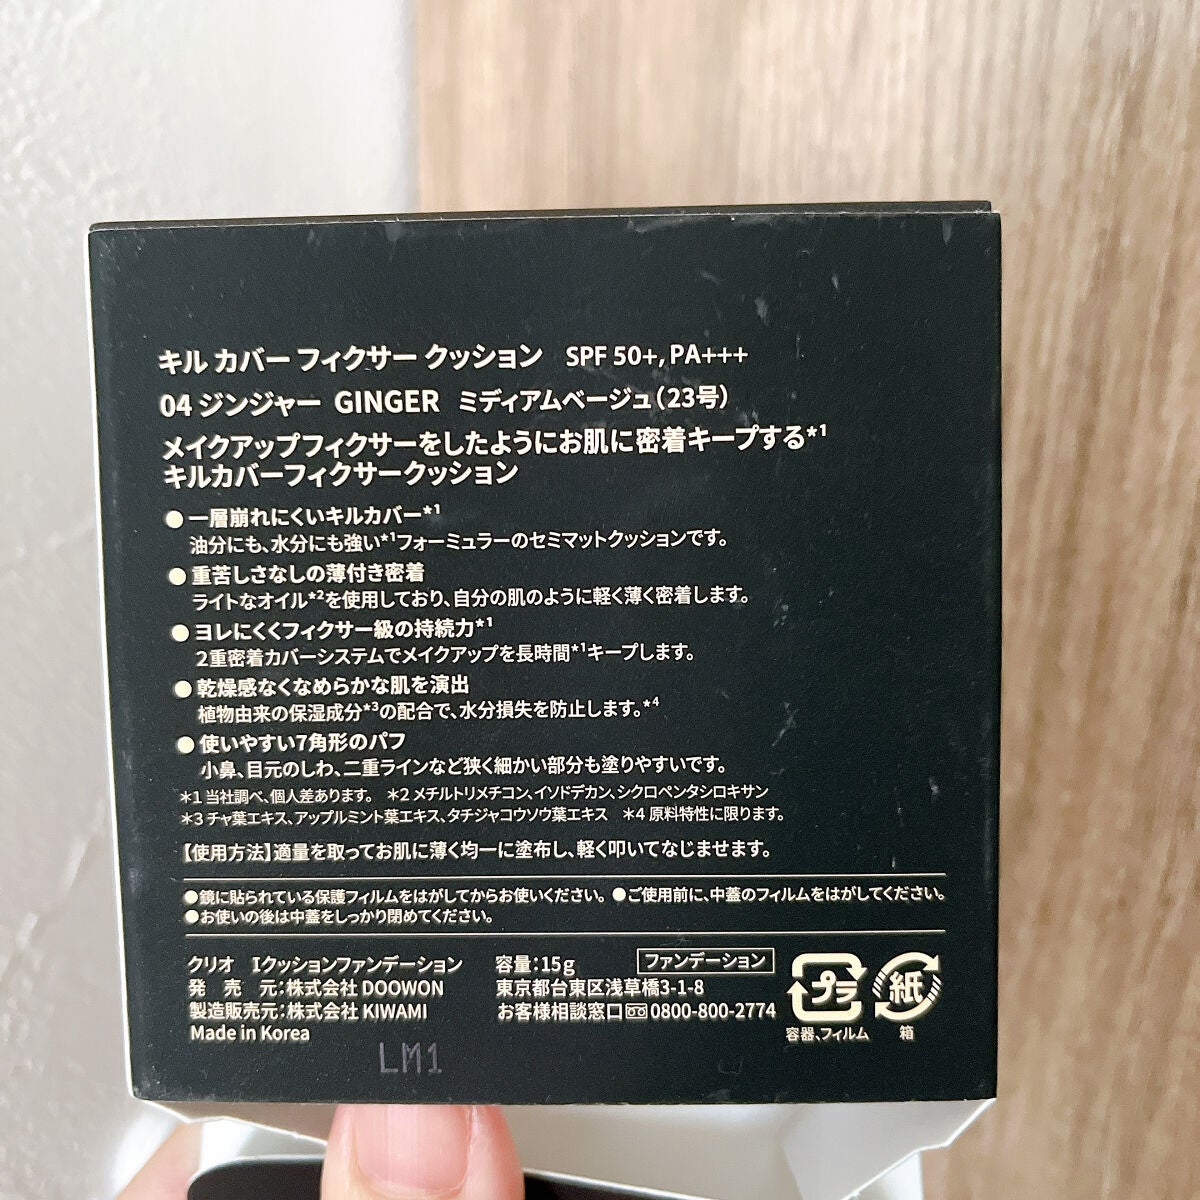 キル カバー フィクサー クッション SPF 50+, PA+++
04 ジンジャー GINGER ミディアムベージュ(23号)
メイクアップフィクサーをしたようにお肌に密着キープする*1
キルカバーフィクサークッション
●一層崩れにくいキルカバー*1
油分にも、水分にも強い*1フォーミュラーのセミマットクッションです。
●重苦しさなしの薄付き密着
ライトなオイル*2を使用しており、自分の肌のように軽く薄く密着します。
●ヨレにくくフィクサー級の持続力*1
2重密着カバーシステムでメイクアップを長時間*1キープします。
●乾燥感なくなめらかな肌を演出
植物由来の保湿成分*3の配合で、水分損失を防止します。*4
●使いやすい7角形のパフ
小鼻、目元のしわ、二重ラインなど狭く細かい部分も塗りやすいです。
*1 当社調べ、個人差あります。 *2 メチルトリメチコン、イソドデカン、シクロペンタシロキサン
*3 チャ葉エキス、アップルミント葉エキス、タチジャコウソウ葉エキス *4 原料特性に限ります。
【使用方法】適量を取ってお肌に薄く均一に塗布し、軽く叩いてなじませます。
●鏡に貼られている保護フィルムをはがしてからお使いください。 ●ご使用前に、中蓋のフィルムをはがしてください。
●お使いの後は中蓋をしっかり閉めてください。
クリオ Iクッションファンデーション 容量:15g ファンデーション
発 売 元:株式会社 DOOWON 東京都台東区浅草橋3-1-8
製造販売元:株式会社 KIWAMI お客様相談窓口 0800-800-2774
Made in Korea
プラ
容器、フィルム
紙
箱
LM1